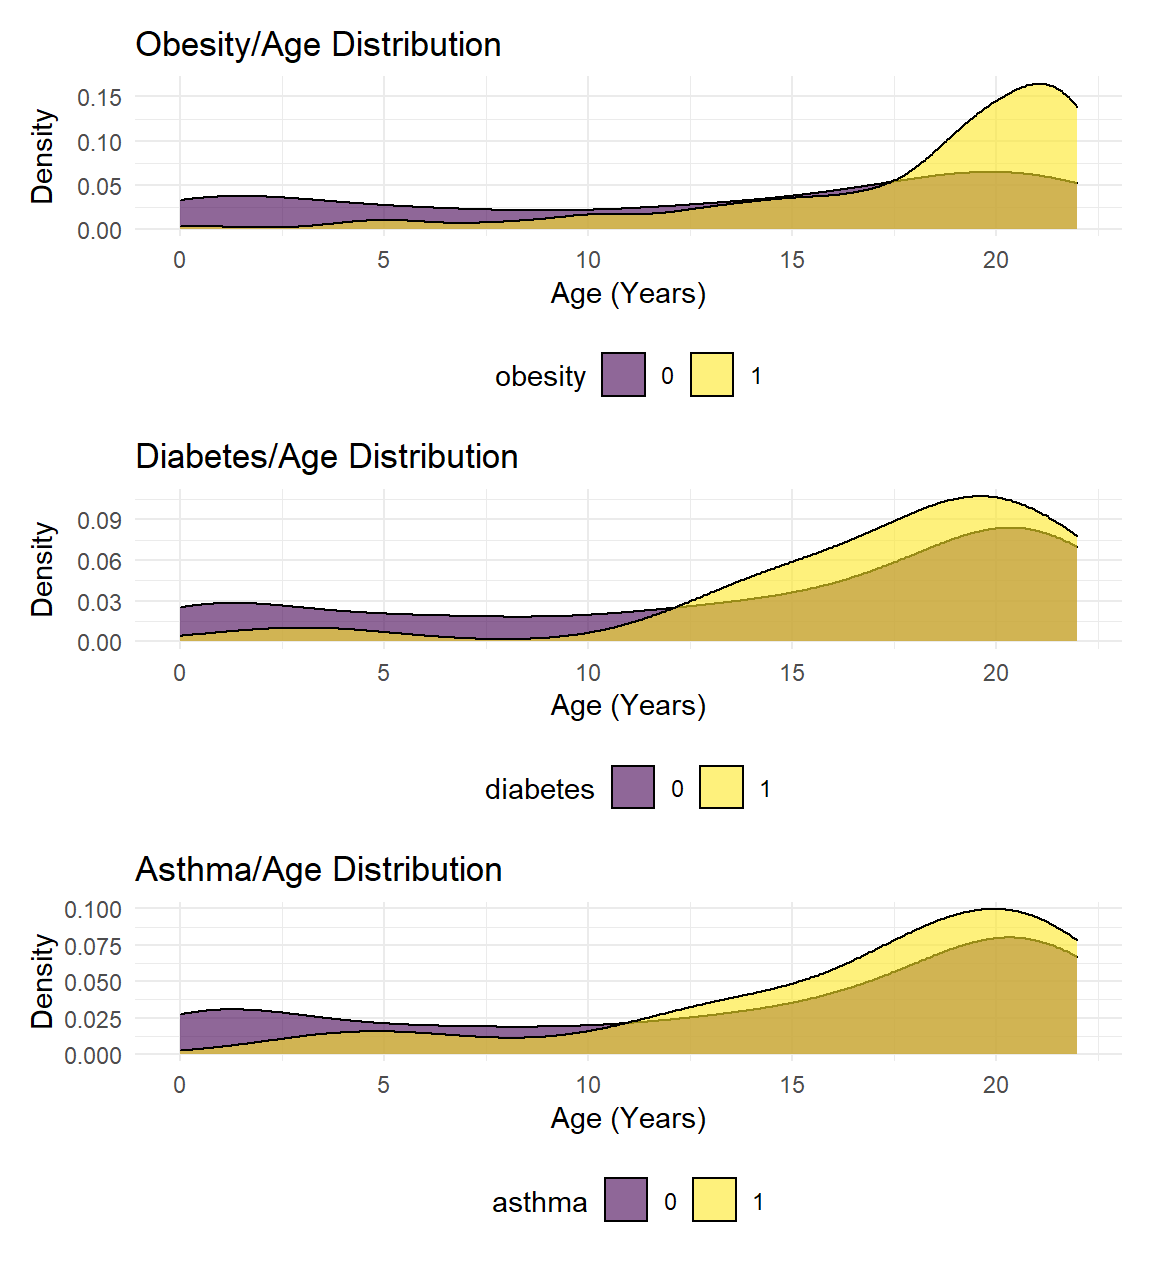 Obesity/Age Distribution
0.15
0.10
0.05
0.00
Density
0 5 10 15 20
Age (Years)
obesity 0 1
Diabetes/Age Distribution
0.09
0.06
0.03
0.00
Density
0 5 10 15 20
Age (Years)
diabetes 0 1
Asthma/Age Distribution
0.100
0.075
0.050
0.025
0.000
Density
0 5 10 15 20
Age (Years)
asthma 0 1